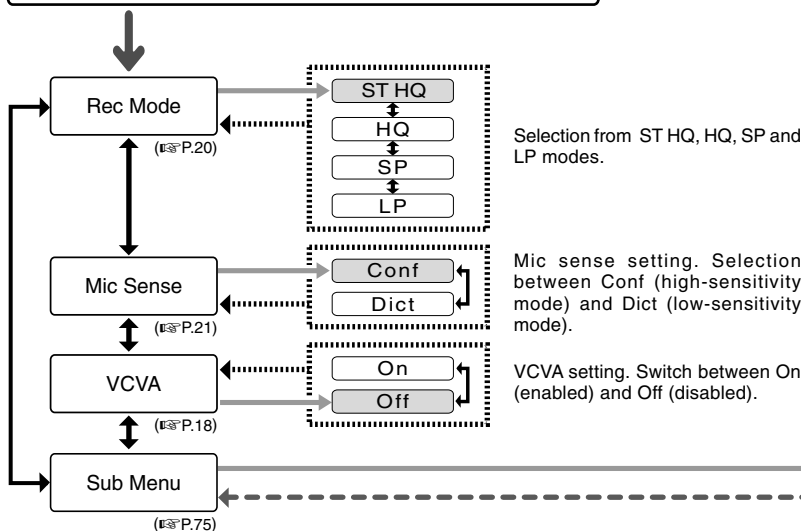 Rec Mode
(☞P.20)
ST HQ
HQ
SP
LP
Selection from ST HQ, HQ, SP and
LP modes.
Mic Sense
(☞P.21)
Conf
Dict
Mic sense setting. Selection
between Conf (high-sensitivity
mode) and Dict (low-sensitivity
mode).
VCVA
(☞P.18)
On
Off
VCVA setting. Switch between On
(enabled) and Off (disabled).
Sub Menu
(☞P.75)